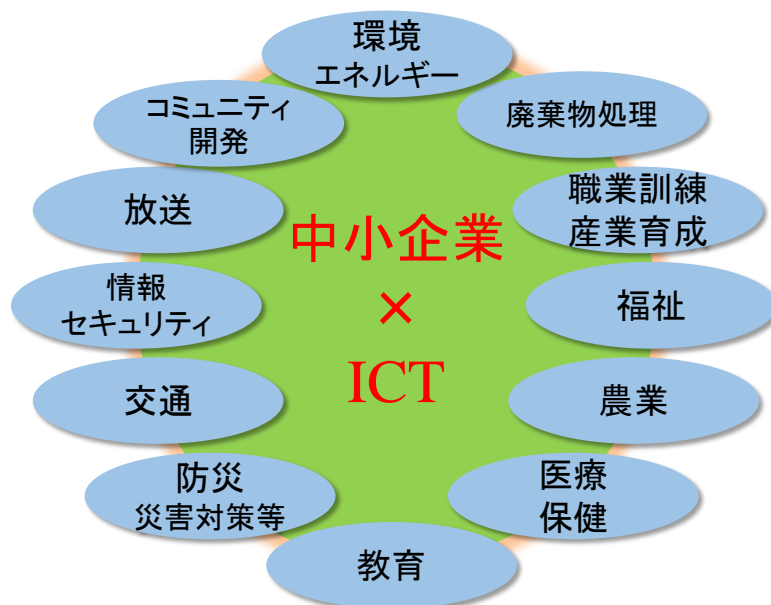 環境
エネルギー
コミュニティ
開発
廃棄物処理
放送
職業訓練
産業育成
中小企業
×
ICT
情報
セキュリティ
福祉
交通
農業
防災
災害対策等
医療
保健
教育